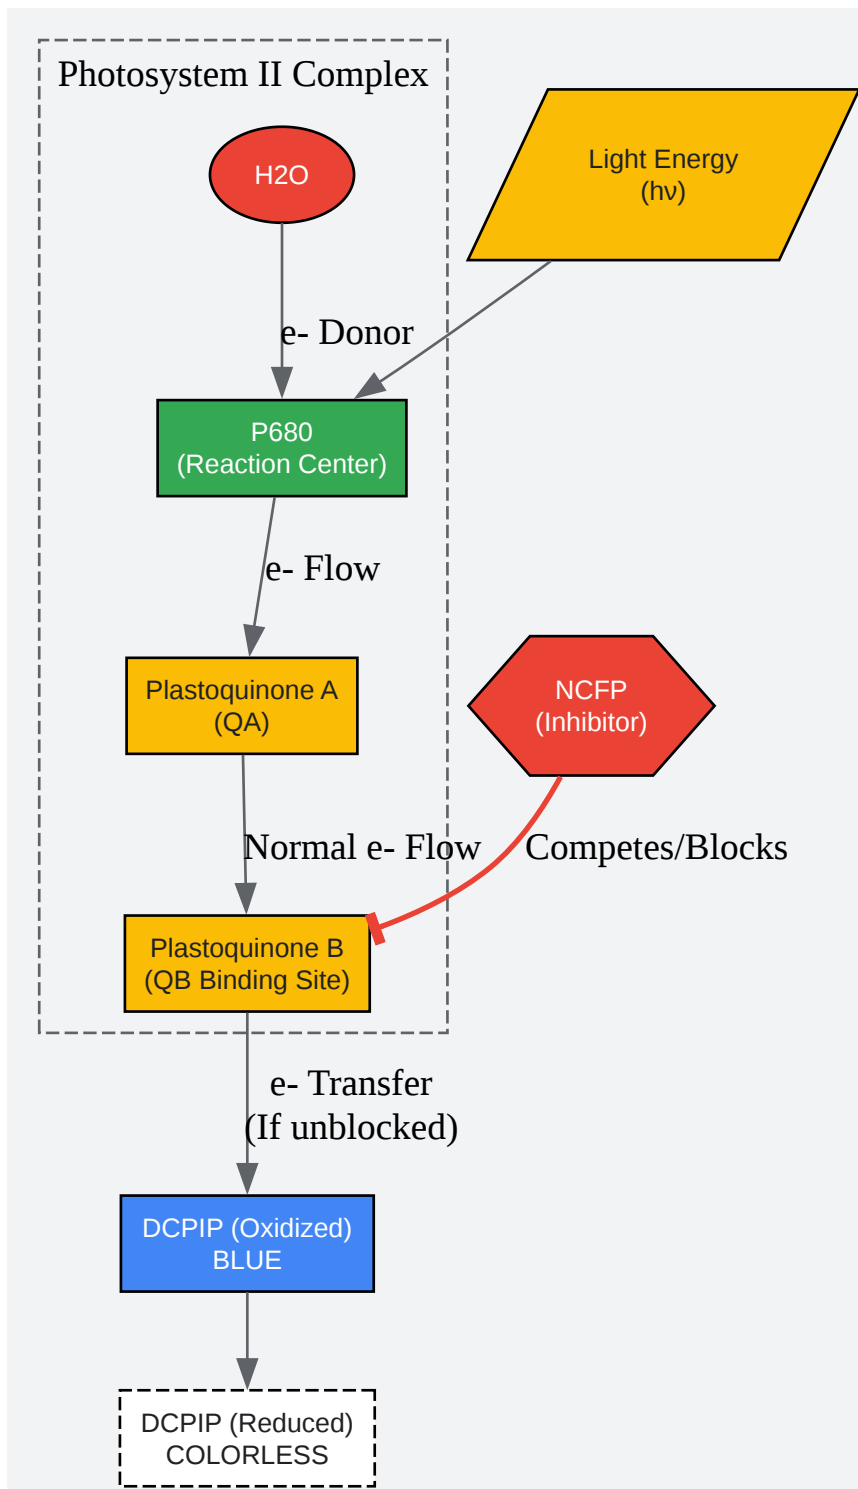 Photosystem II Complex
H2O
Light Energy
(hν)
e- Donor
P680
(Reaction Center)
e- Flow
Plastoquinone A
(QA)
NCFP
(Inhibitor)
Normal e- Flow
Competes/Blocks
Plastoquinone B
(QB Binding Site)
e- Transfer
(If unblocked)
DCPIP (Oxidized)
BLUE
DCPIP (Reduced)
COLORLESS